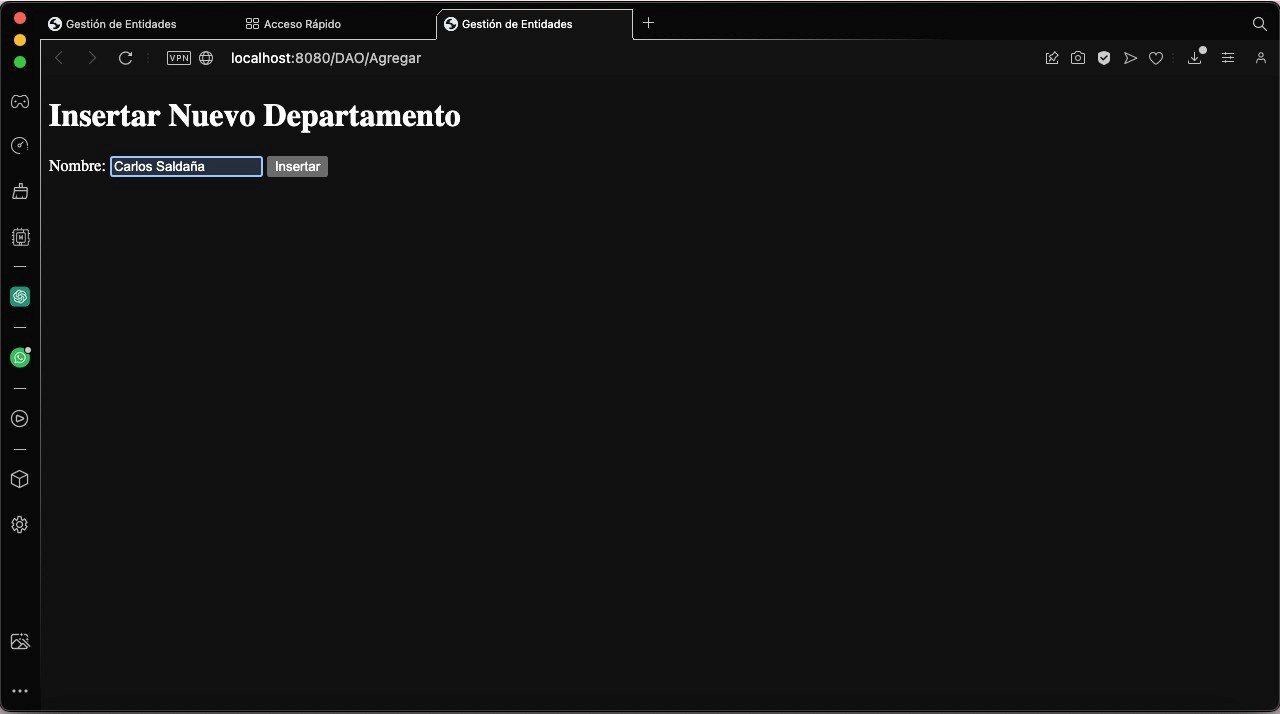 Gestión de Entidades
Acceso Rápido
Gestión de Entidades
VPN
localhost:8080/DAO/Agregar
Insertar Nuevo Departamento
Nombre: Carlos Saldaña Insertar